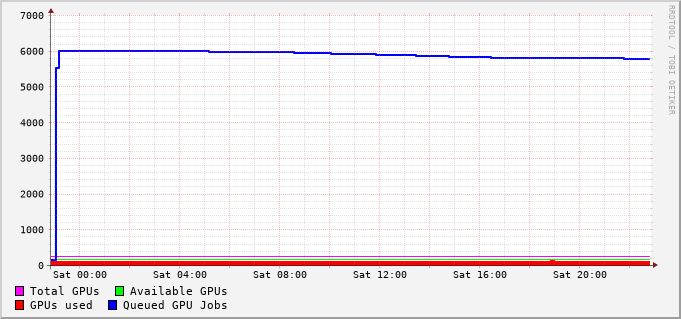 7000
6000
5000
4000
3000
2000
1000
0
Sat 00:00 Sat 04:00 Sat 08:00 Sat 12:00 Sat 16:00 Sat 20:00
Total GPUs Available GPUs
GPUs used Queued GPU Jobs
RRDTOOL / TOBI OETIKER